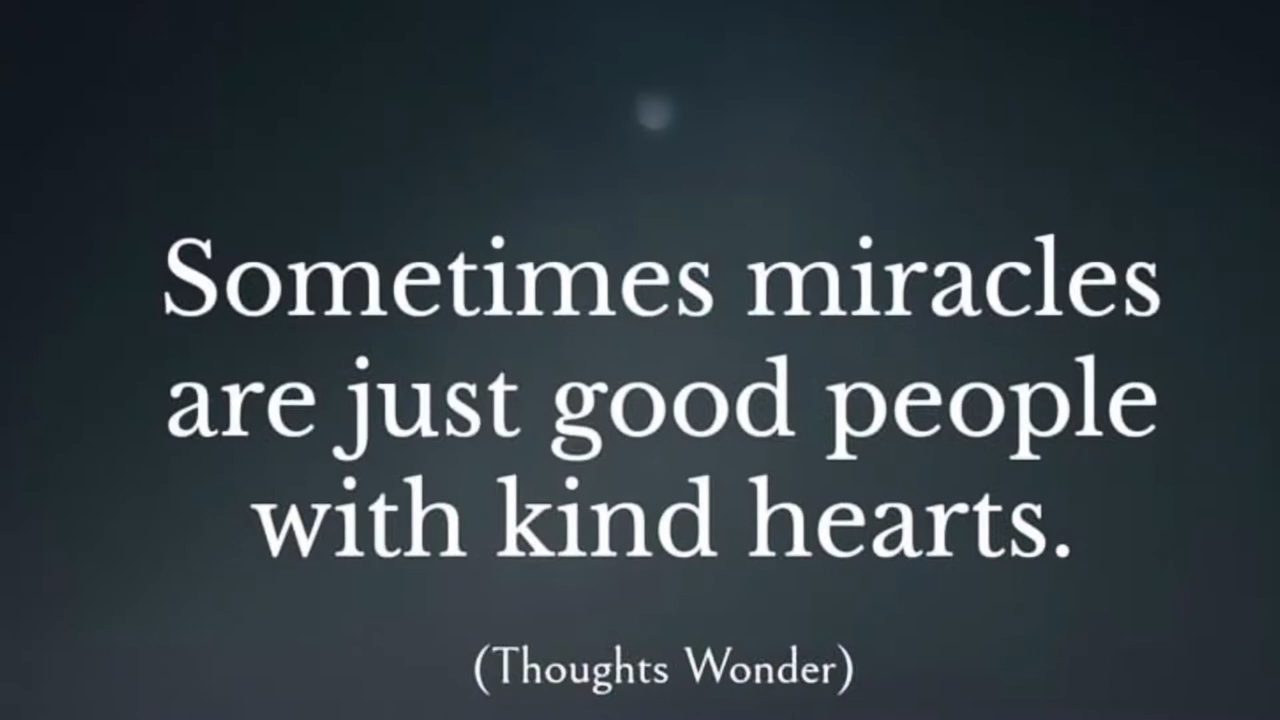 Sometimes miracles
are just good people
with kind hearts.
(Thoughts Wonder)